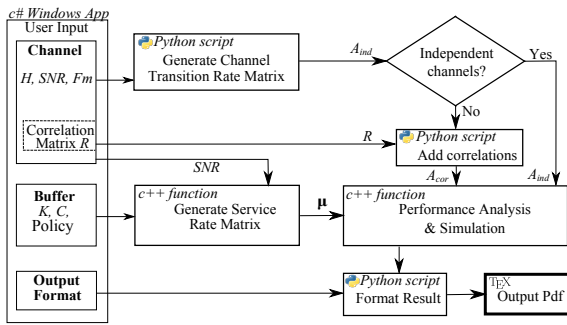 c# Windows App
User Input
Channel
H, SNR, Fm
Correlation
Matrix R
Python script
Generate Channel
Transition Rate Matrix
A_ind
Independent
channels?
Yes
No
R
Python script
Add correlations
SNR
A_cor
A_ind
Buffer
K, C,
Policy
c++ function
Generate Service
Rate Matrix
μ
c++ function
Performance Analysis
& Simulation
Output
Format
Python script
Format Result
TEX
Output Pdf